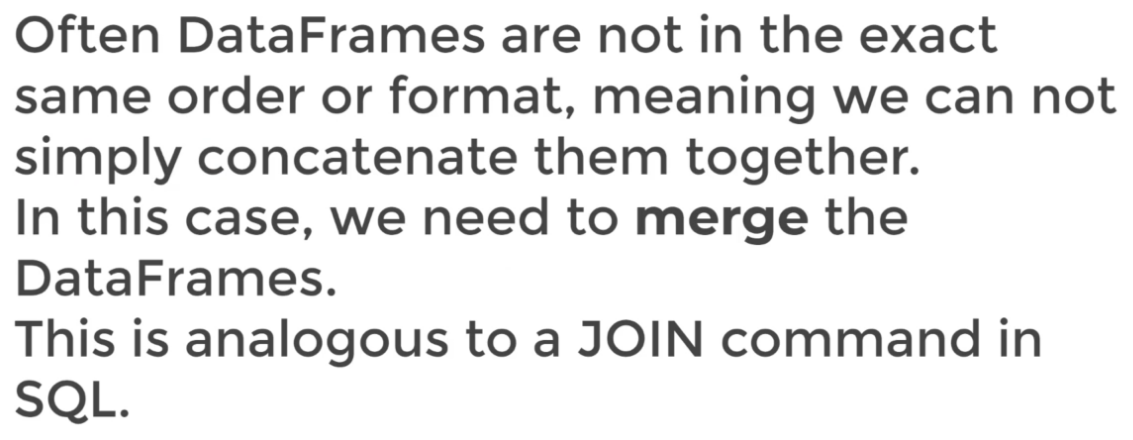 Often DataFrames are not in the exact
same order or format, meaning we can not
simply concatenate them together.
In this case, we need to merge the
DataFrames.
This is analogous to a JOIN command in
SQL.